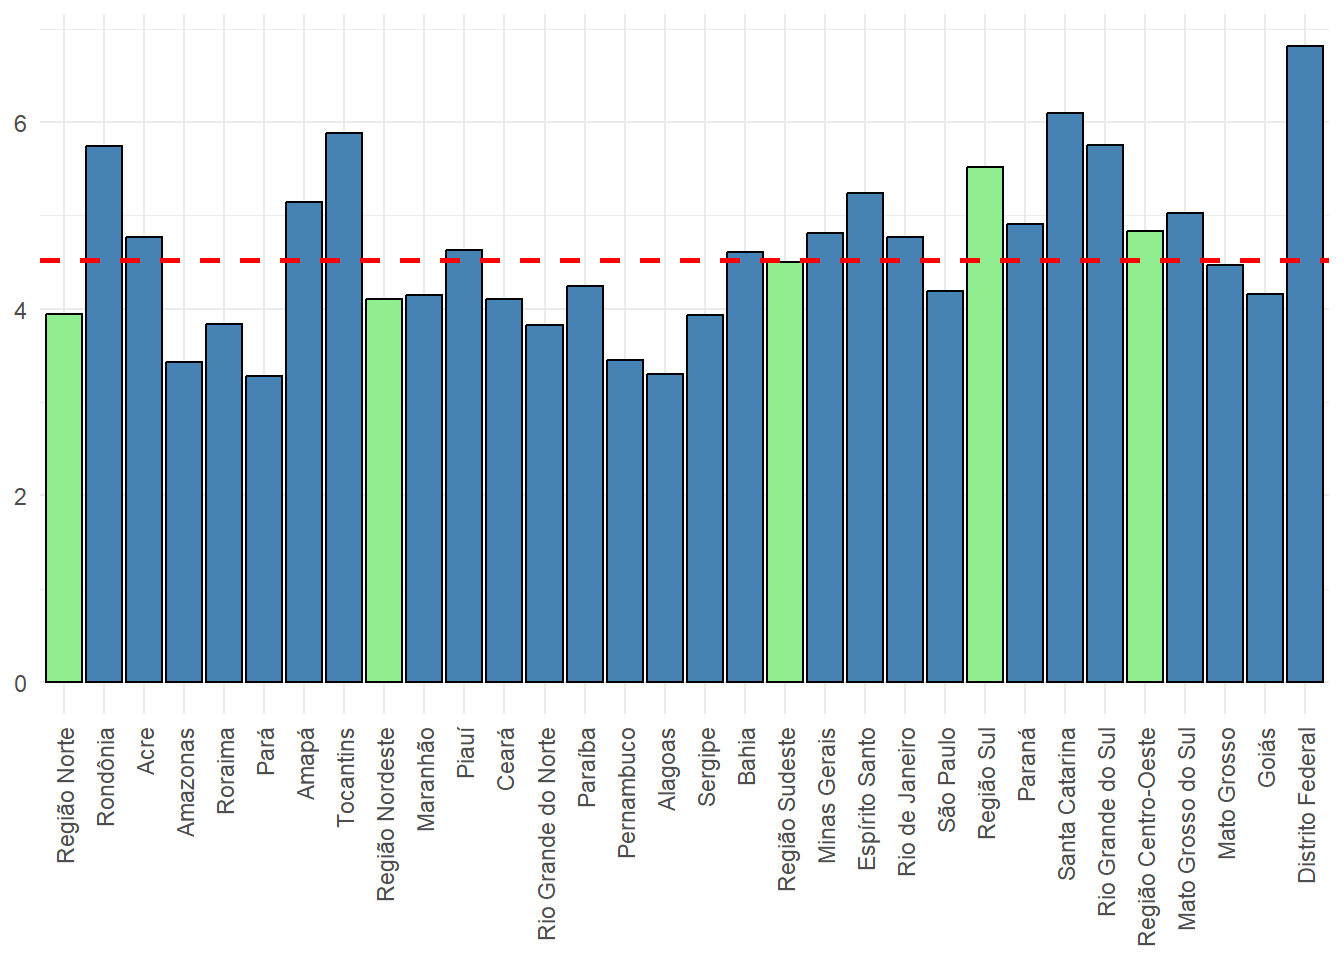 6
4
2
0
Região Norte
Rondônia
Acre
Amazonas
Roraima
Pará
Amapá
Tocantins
Região Nordeste
Maranhão
Piauí
Ceará
Rio Grande do Norte
Paraíba
Pernambuco
Alagoas
Sergipe
Bahia
Região Sudeste
Minas Gerais
Espírito Santo
Rio de Janeiro
São Paulo
Região Sul
Paraná
Santa Catarina
Rio Grande do Sul
Região Centro-Oeste
Mato Grosso do Sul
Mato Grosso
Goiás
Distrito Federal